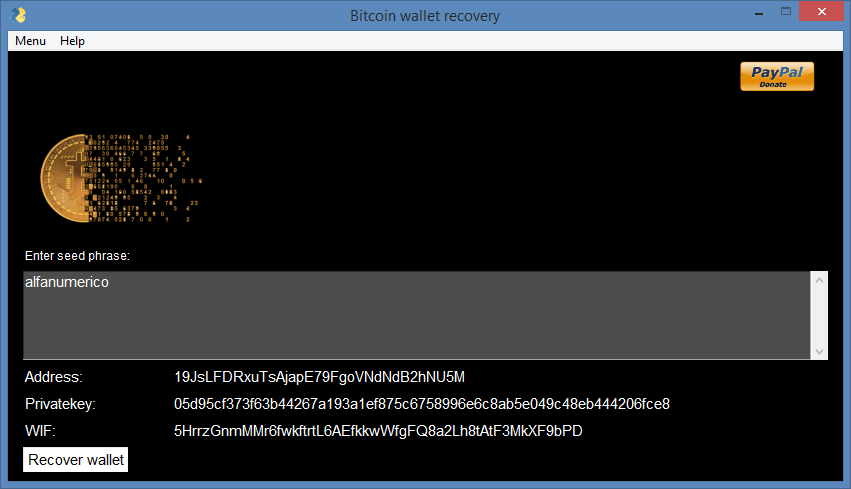 Bitcoin wallet recovery
Menu Help
PayPal
Donate
Enter seed phrase:
alfanumerico
Address: 19JsLFDRxuTsAjapE79FgoVNdNdB2hNU5M
Privatekey: 05d95cf373f63b44267a193a1ef875c6758996e6c8ab5e049c48eb444206fce8
WIF: 5HrrzGnmMMr6fwkftrtL6AEfkkwWfgFQ8a2Lh8tAtF3MkXF9bPD
Recover wallet